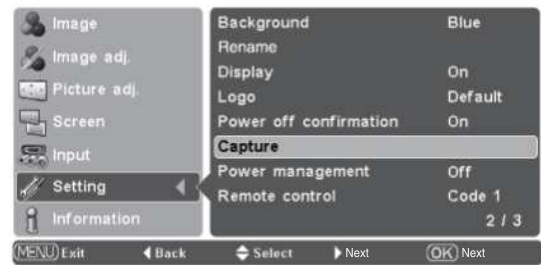 Image
Image adj.
Picture adj.
Screen
Input
Setting
Information
Background Blue
Rename
Display On
Logo Default
Power off confirmation On
Capture
Power management Off
Remote control Code 1
2 / 3
MENU Exit Back Select Next OK Next